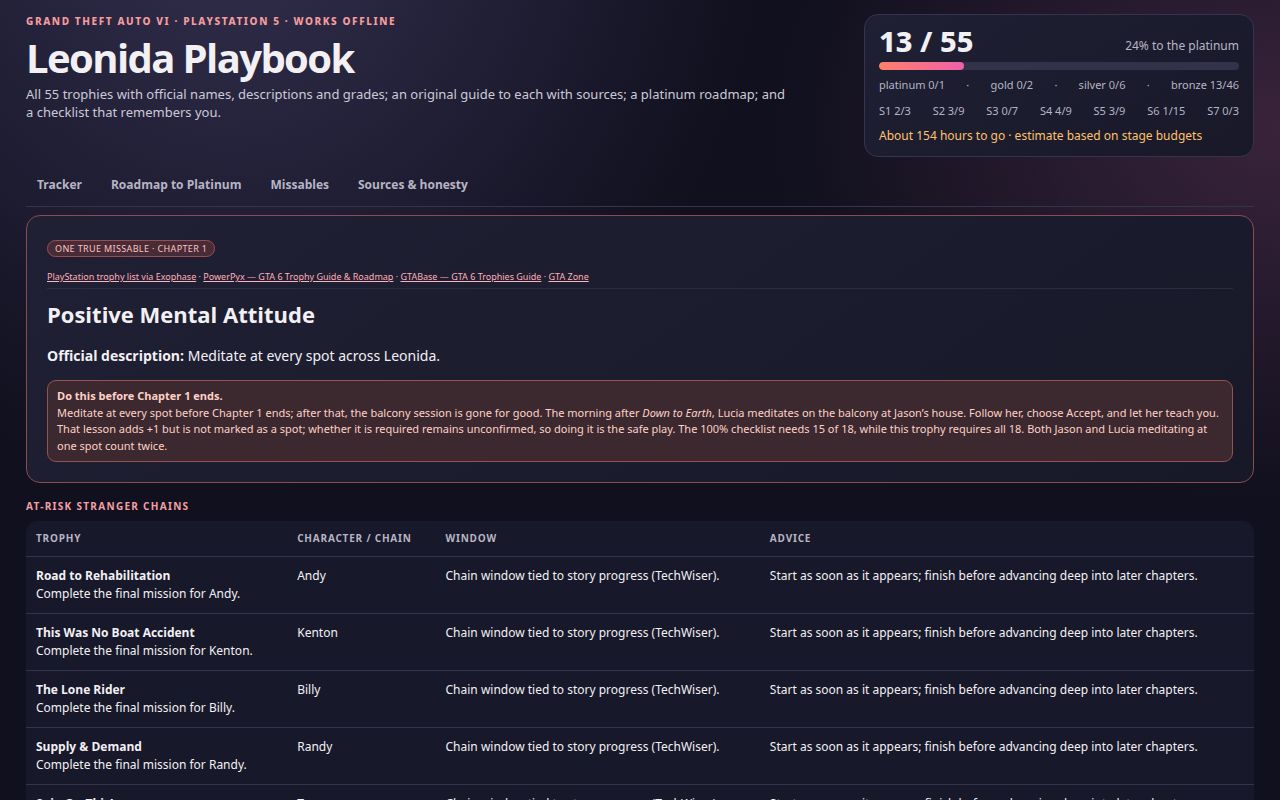 GRAND THEFT AUTO VI · PLAYSTATION 5 · WORKS OFFLINE
Leonida Playbook
All 55 trophies with official names, descriptions and grades; an original guide to each with sources; a platinum roadmap; and
a checklist that remembers you.
13 / 55
24% to the platinum
platinum 0/1 · gold 0/2 · silver 0/6 · bronze 13/46
S1 2/3 S2 3/9 S3 0/7 S4 4/9 S5 3/9 S6 1/15 S7 0/3
About 154 hours to go · estimate based on stage budgets
Tracker Roadmap to Platinum Missables Sources & honesty
ONE TRUE MISSABLE · CHAPTER 1
PlayStation trophy list via Exophase · PowerPyx — GTA 6 Trophy Guide & Roadmap · GTABase — GTA 6 Trophies Guide · GTA Zone
Positive Mental Attitude
Official description: Meditate at every spot across Leonida.
Do this before Chapter 1 ends.
Meditate at every spot before Chapter 1 ends; after that, the balcony session is gone for good. The morning after Down to Earth, Lucia meditates on the balcony at Jason's house. Follow her, choose Accept, and let her teach you.
That lesson adds +1 but is not marked as a spot; whether it is required remains unconfirmed, so doing it is the safe play. The 100% checklist needs 15 of 18, while this trophy requires all 18. Both Jason and Lucia meditating at
one spot count twice.
AT-RISK STRANGER CHAINS
TROPHY CHARACTER / CHAIN WINDOW ADVICE
Road to Rehabilitation Andy Chain window tied to story progress (TechWiser). Start as soon as it appears; finish before advancing deep into later chapters.
Complete the final mission for Andy.
This Was No Boat Accident Kenton Chain window tied to story progress (TechWiser). Start as soon as it appears; finish before advancing deep into later chapters.
Complete the final mission for Kenton.
The Lone Rider Billy Chain window tied to story progress (TechWiser). Start as soon as it appears; finish before advancing deep into later chapters.
Complete the final mission for Billy.
Supply & Demand Randy Chain window tied to story progress (TechWiser). Start as soon as it appears; finish before advancing deep into later chapters.
Complete the final mission for Randy.